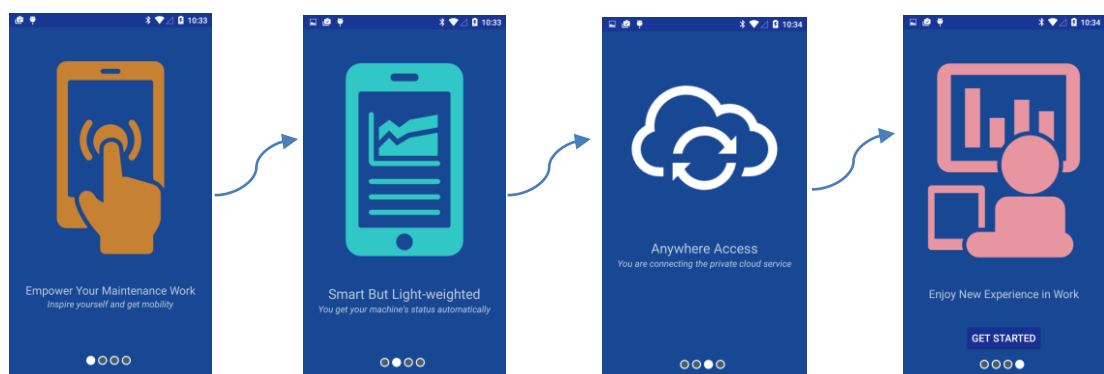 10:33
Empower Your Maintenance Work
Inspire yourself and get mobility
10:33
Smart But Light-weighted
You get your machine's status automatically
10:34
Anywhere Access
You are connecting the private cloud service
10:34
Enjoy New Experience in Work
GET STARTED